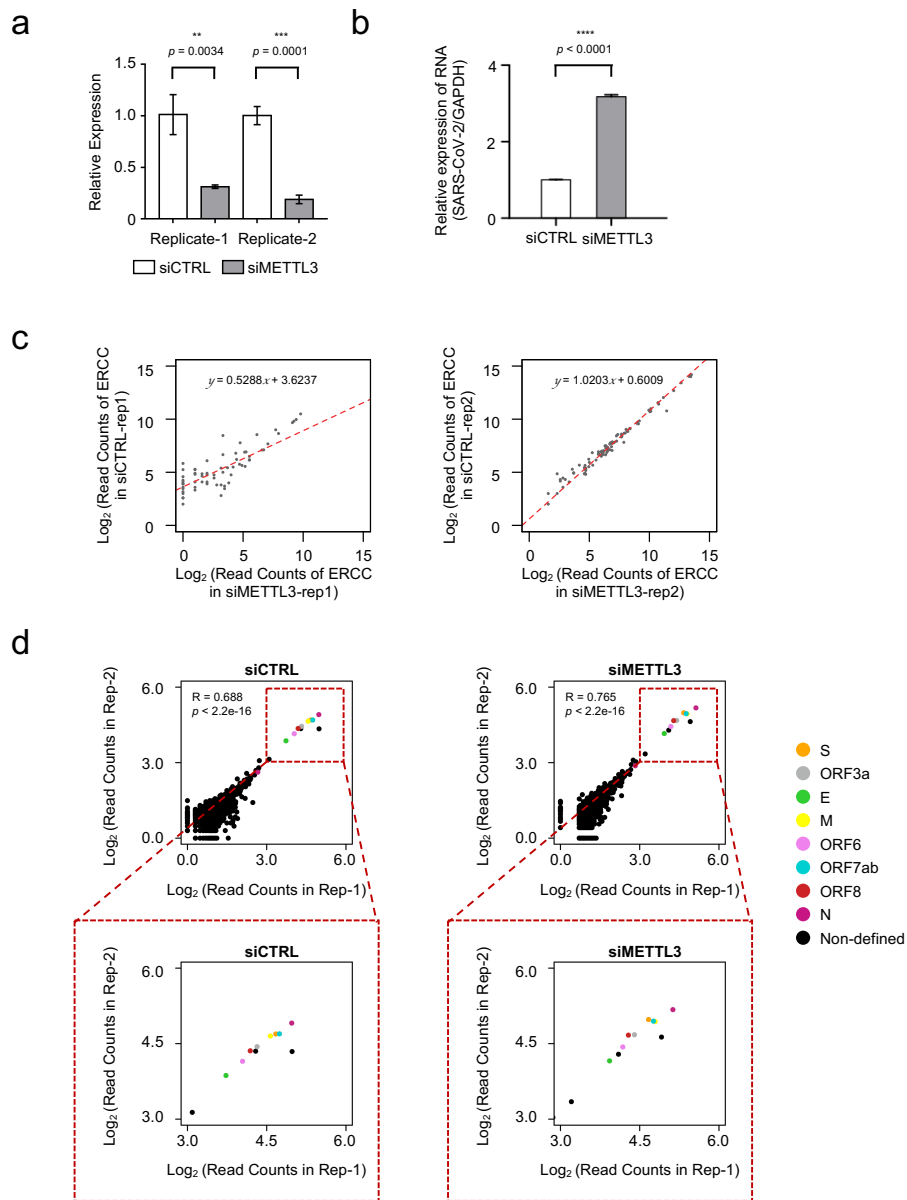 a
**
***
p = 0.0034
p = 0.0001
Relative Expression
1.5
1.0
0.5
0
Replicate-1
Replicate-2
siCTRL
siMETTL3
b
****
p < 0.0001
Relative expression of RNA
(SARS-CoV-2/GAPDH)
6
4
2
0
siCTRL
siMETTL3
c
Log2 (Read Counts of ERCC
in siCTRL-rep1)
15
10
5
0
y = 0.5288x + 3.6237
0
5
10
15
Log2 (Read Counts of ERCC
in siMETTL3-rep1)
Log2 (Read Counts of ERCC
in siCTRL-rep2)
15
10
5
0
y = 1.0203x + 0.6009
0
5
10
15
Log2 (Read Counts of ERCC
in siMETTL3-rep2)
d
siCTRL
Log2 (Read Counts in Rep-2)
6.0
3.0
0.0
R = 0.688
p < 2.2e-16
0.0
3.0
6.0
Log2 (Read Counts in Rep-1)
siMETTL3
Log2 (Read Counts in Rep-2)
6.0
3.0
0.0
R = 0.765
p < 2.2e-16
0.0
3.0
6.0
Log2 (Read Counts in Rep-1)
S
ORF3a
E
M
ORF6
ORF7ab
ORF8
N
Non-defined
siCTRL
Log2 (Read Counts in Rep-2)
6.0
4.5
3.0
3.0
4.5
6.0
Log2 (Read Counts in Rep-1)
siMETTL3
Log2 (Read Counts in Rep-2)
6.0
4.5
3.0
3.0
4.5
6.0
Log2 (Read Counts in Rep-1)